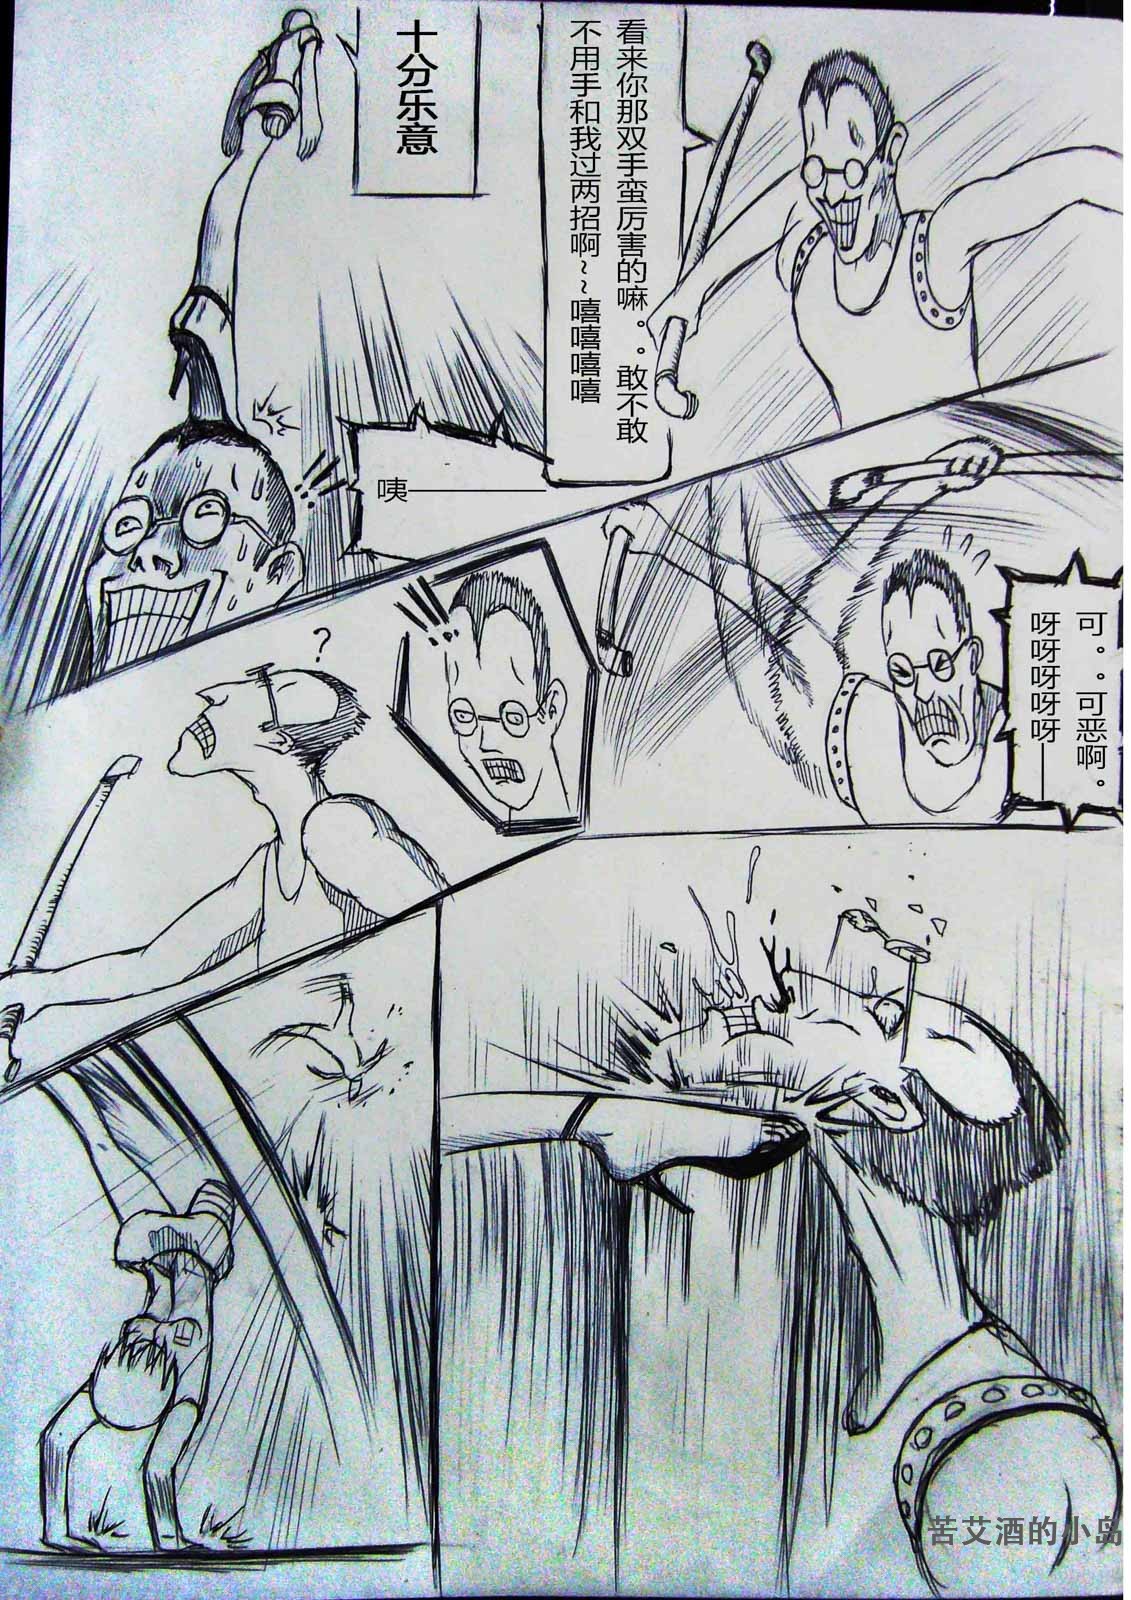 看来你那双手蛮厉害的嘛。。敢不敢
不用手和我过两招啊~~嘻嘻嘻嘻
十分乐意
咦————
可。。可恶啊。
呀呀呀呀呀——
?
苦艾酒的小岛